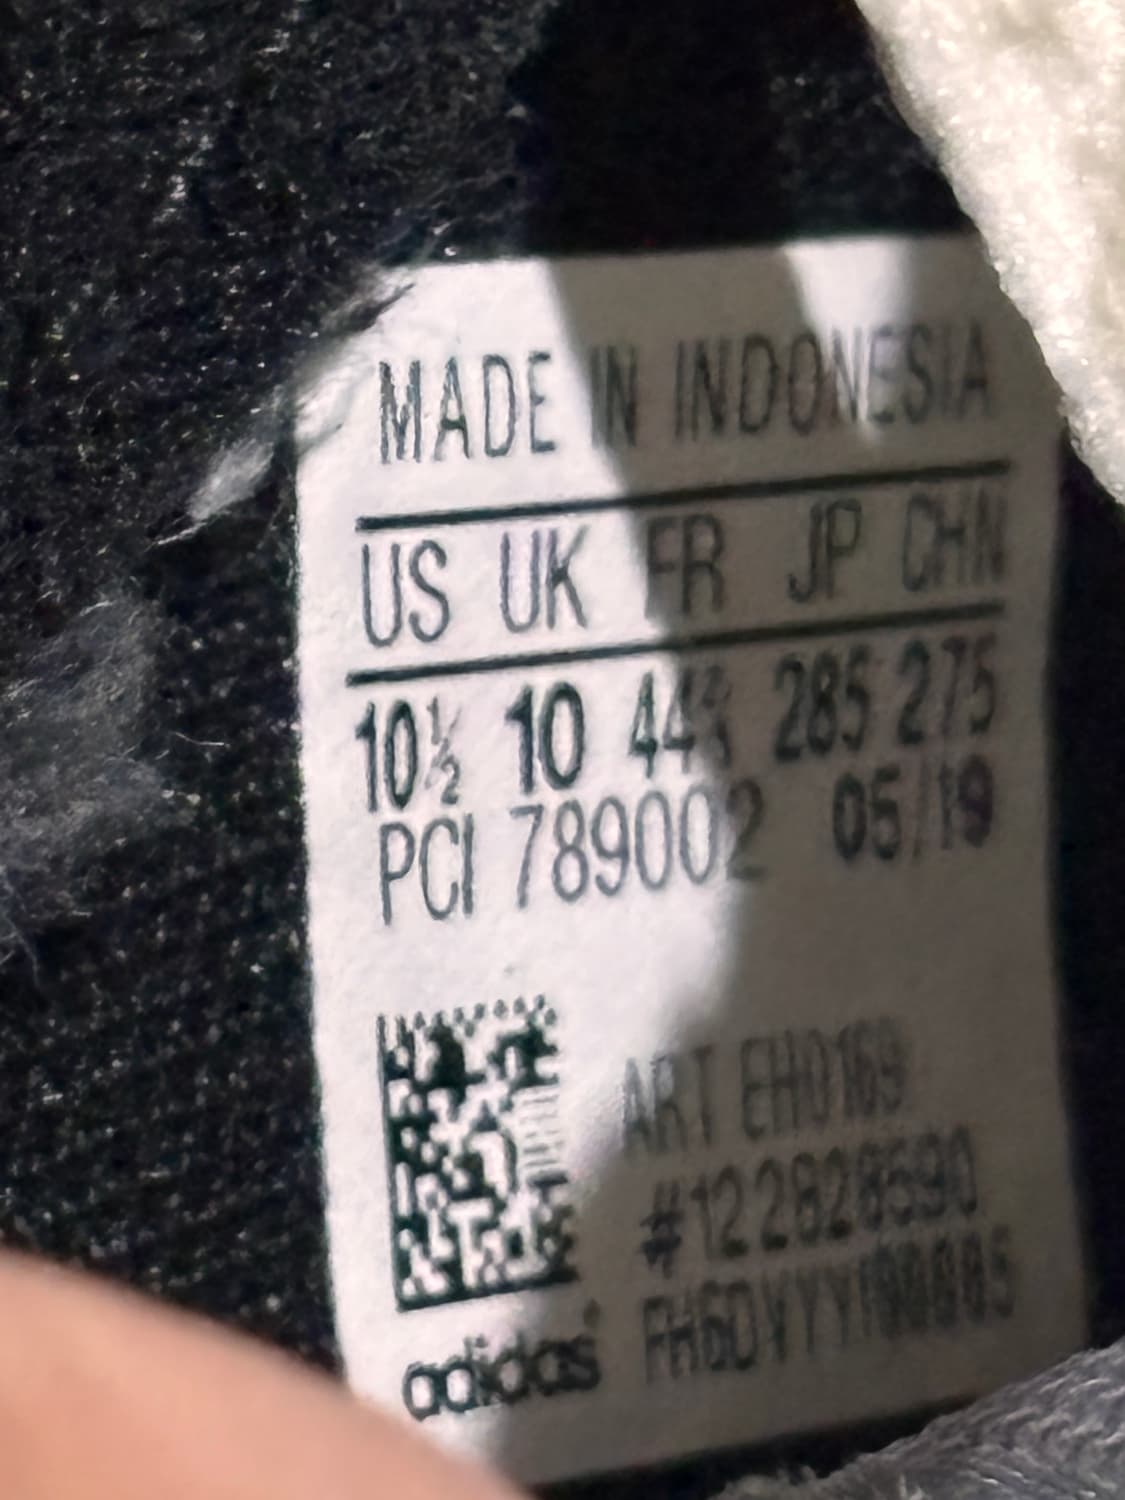 MADE IN INDONESIA
US UK FR JP CHN
10½ 10 44⅔ 285 275
PCI 789002 05/19
ART EH0169
#122828590
adidas